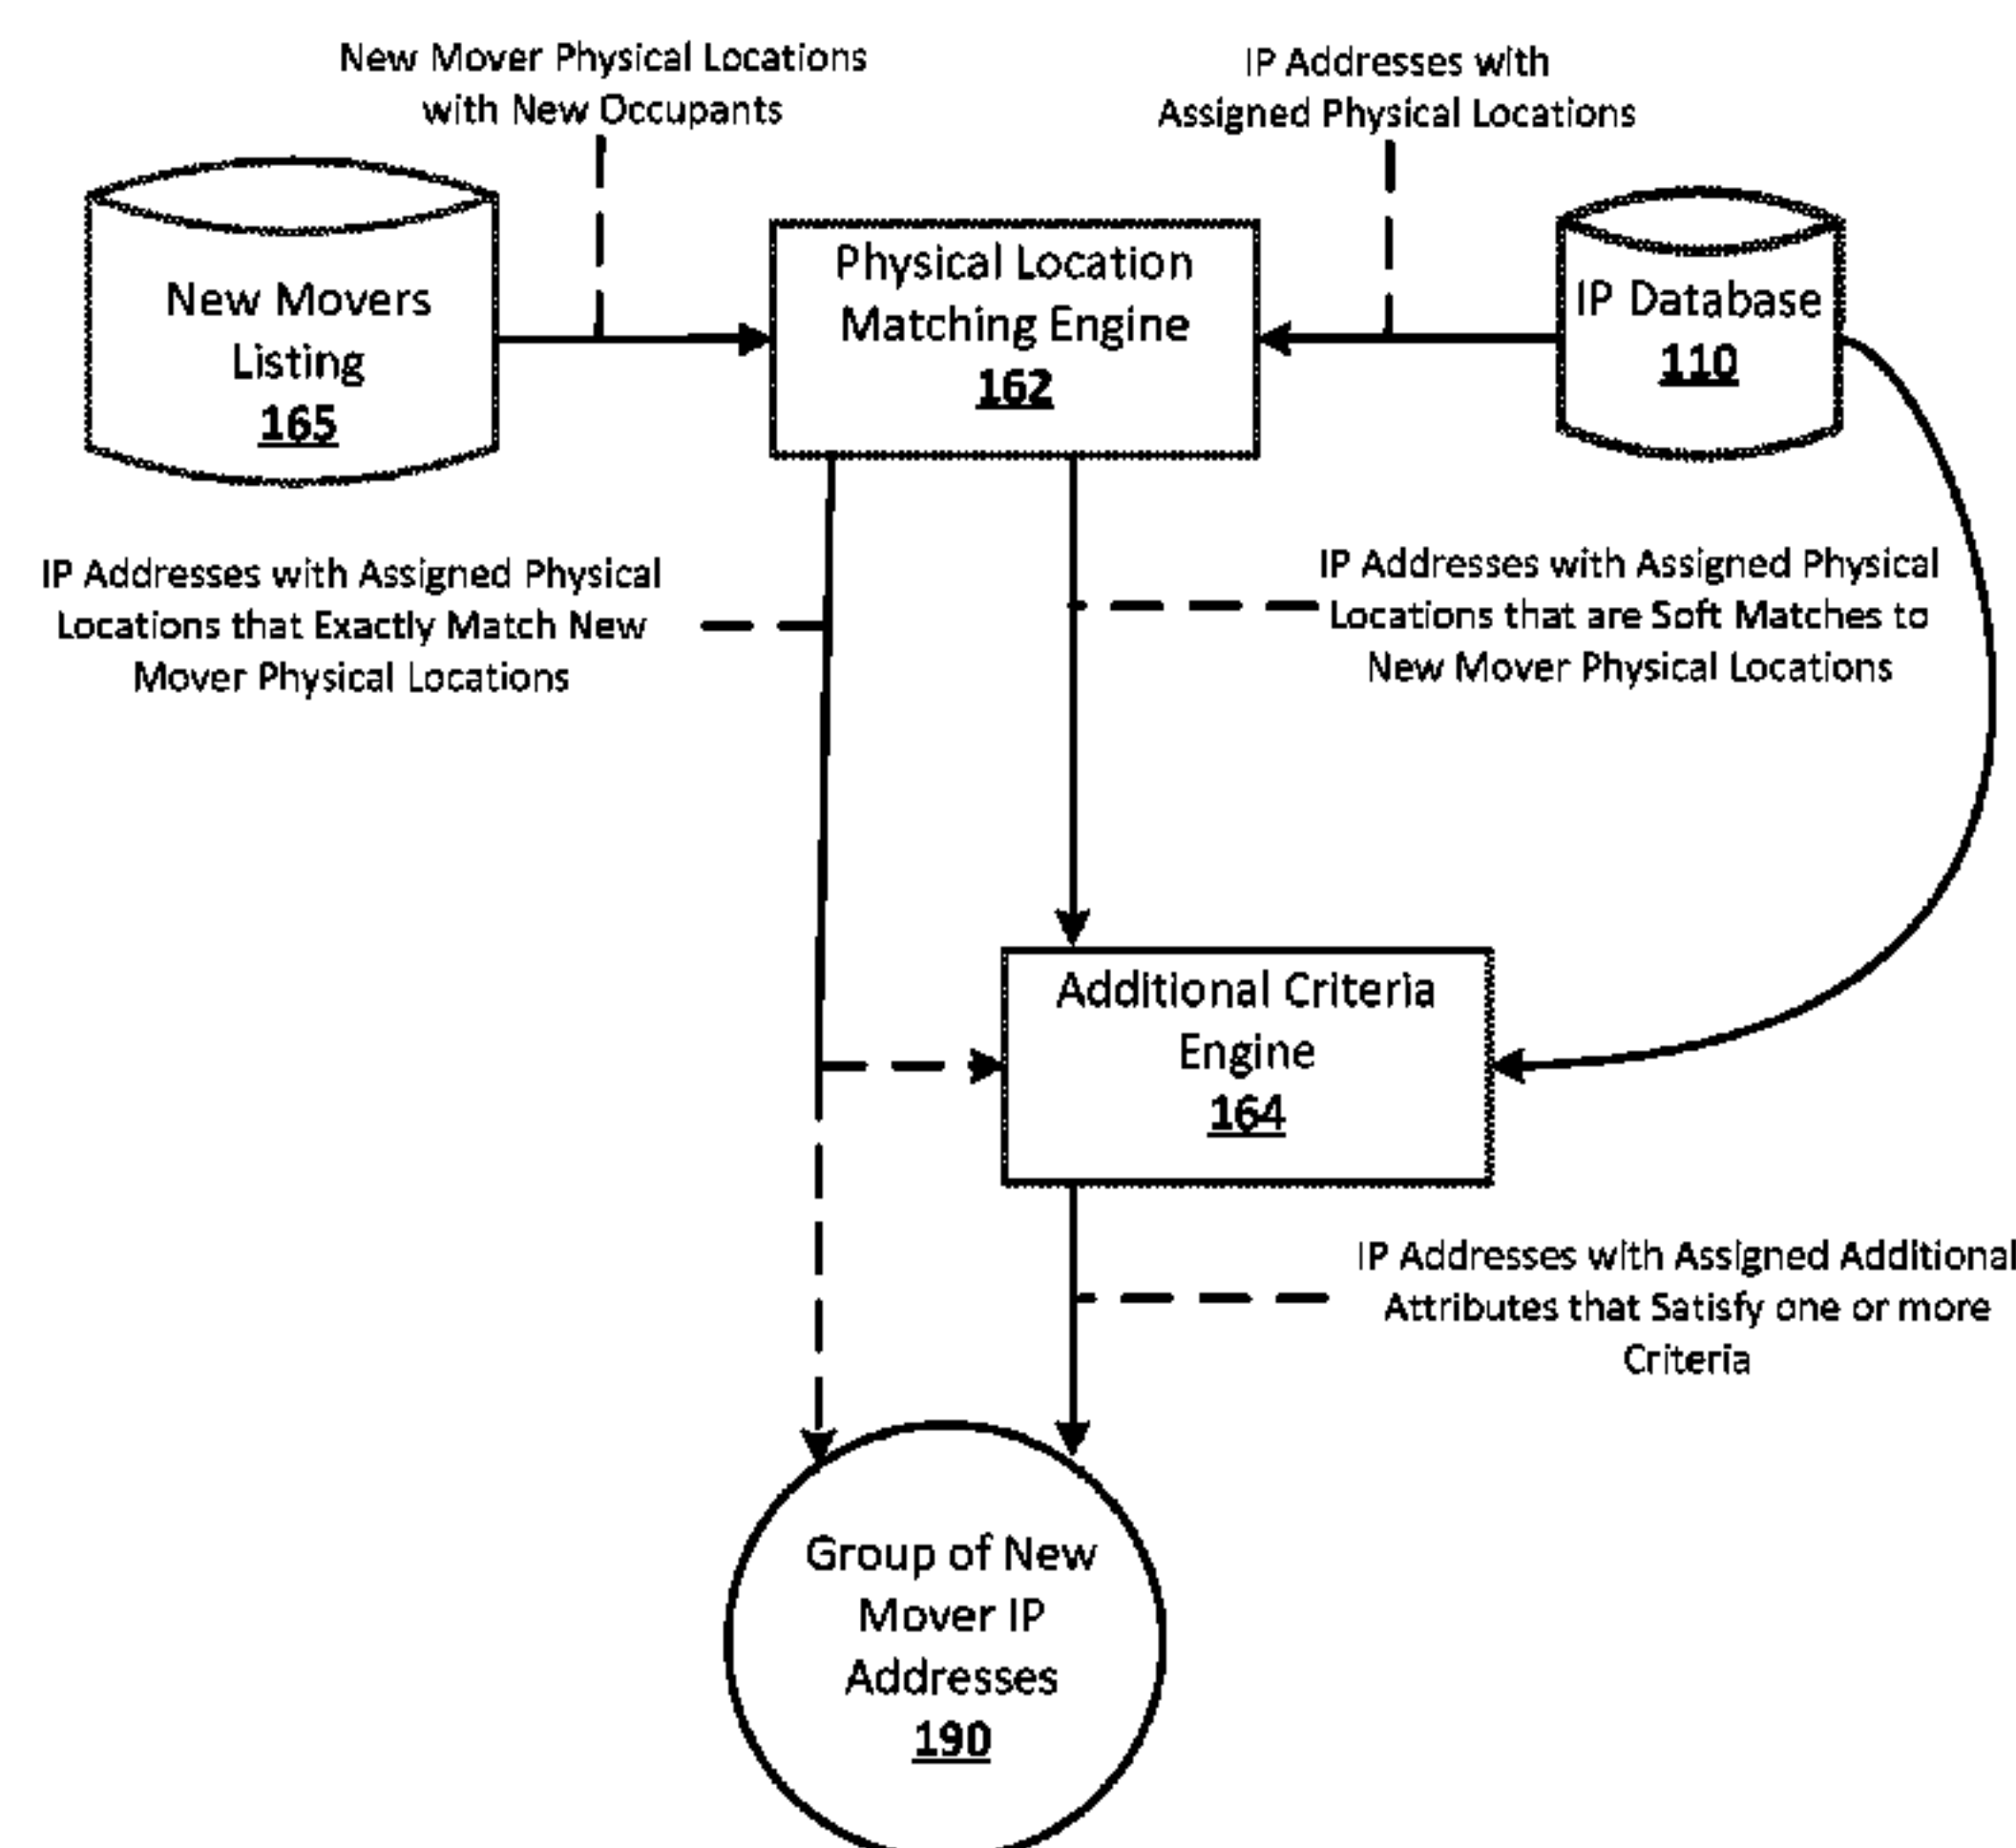 New Mover Physical Locations
with New Occupants
IP Addresses with
Assigned Physical Locations
New Movers
Listing
165
Physical Location
Matching Engine
162
IP Database
110
IP Addresses with Assigned Physical
Locations that Exactly Match New
Mover Physical Locations
IP Addresses with Assigned Physical
Locations that are Soft Matches to
New Mover Physical Locations
Additional Criteria
Engine
164
IP Addresses with Assigned Additional
Attributes that Satisfy one or more
Criteria
Group of New
Mover IP
Addresses
190